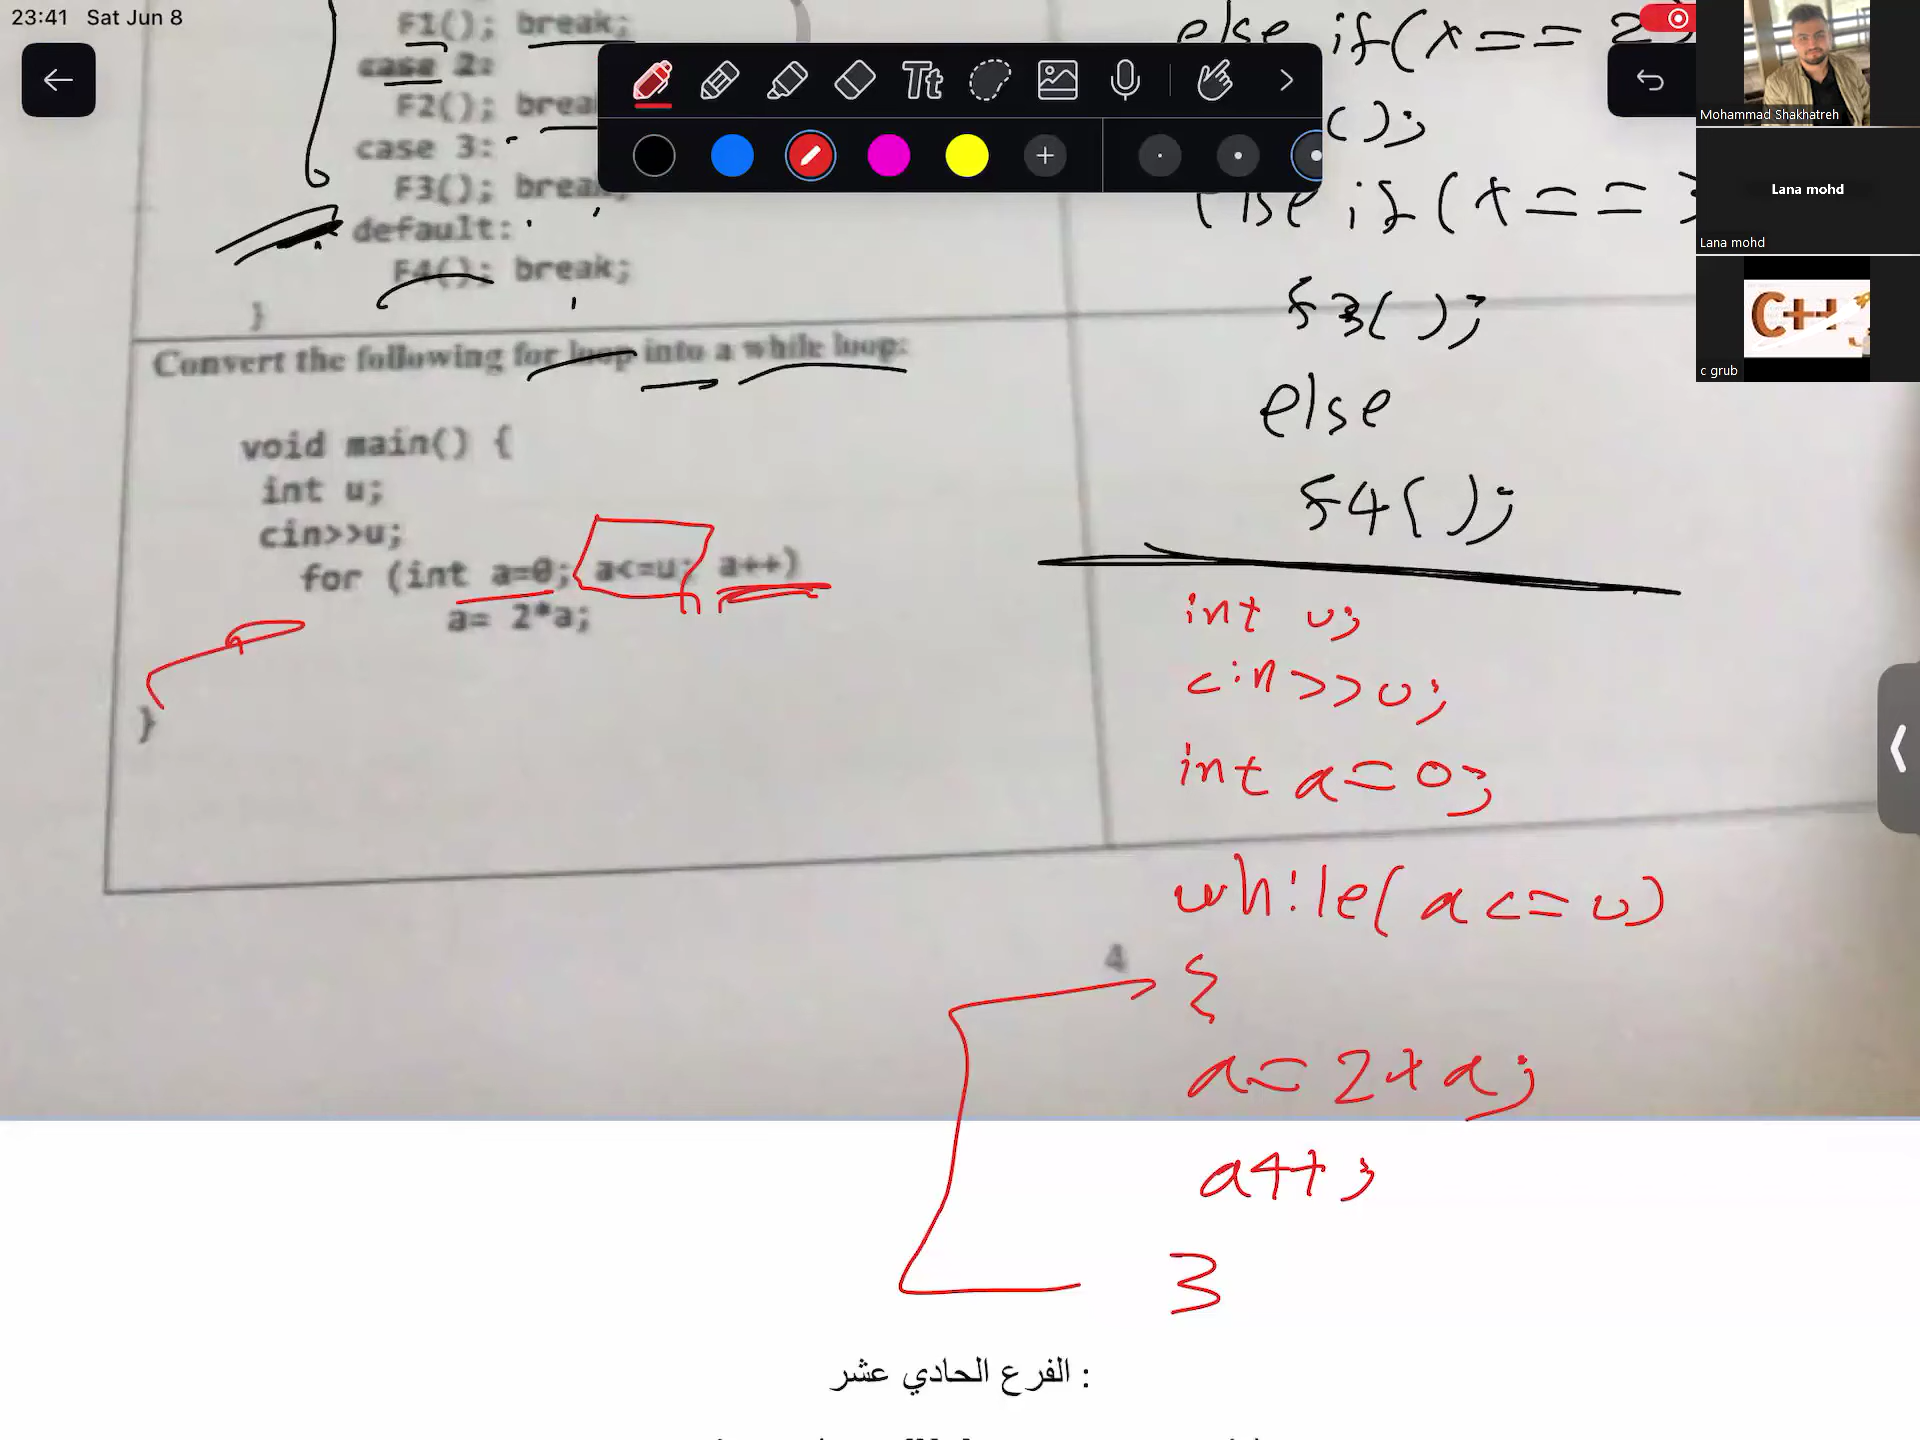 23:41 Sat Jun 8
F1(); break;
case 2:
F2(); brea
case 3:
F3(); break;
default:
F4(); break;
}
Tt
else if(x==2)
();
else if(x==3
f3();
else
f4();
Mohammad Shakhatreh
Lana mohd
Lana mohd
C++
c grub
Convert the following for loop into a while loop:
void main() {
int u;
cin>>u;
for (int a=0; a<=u; a++)
a= 2*a;
}
int u;
cin>>u;
int a=0;
while(a<=u)
{
a=2*a;
a++;
}
4
الفرع الحادي عشر :